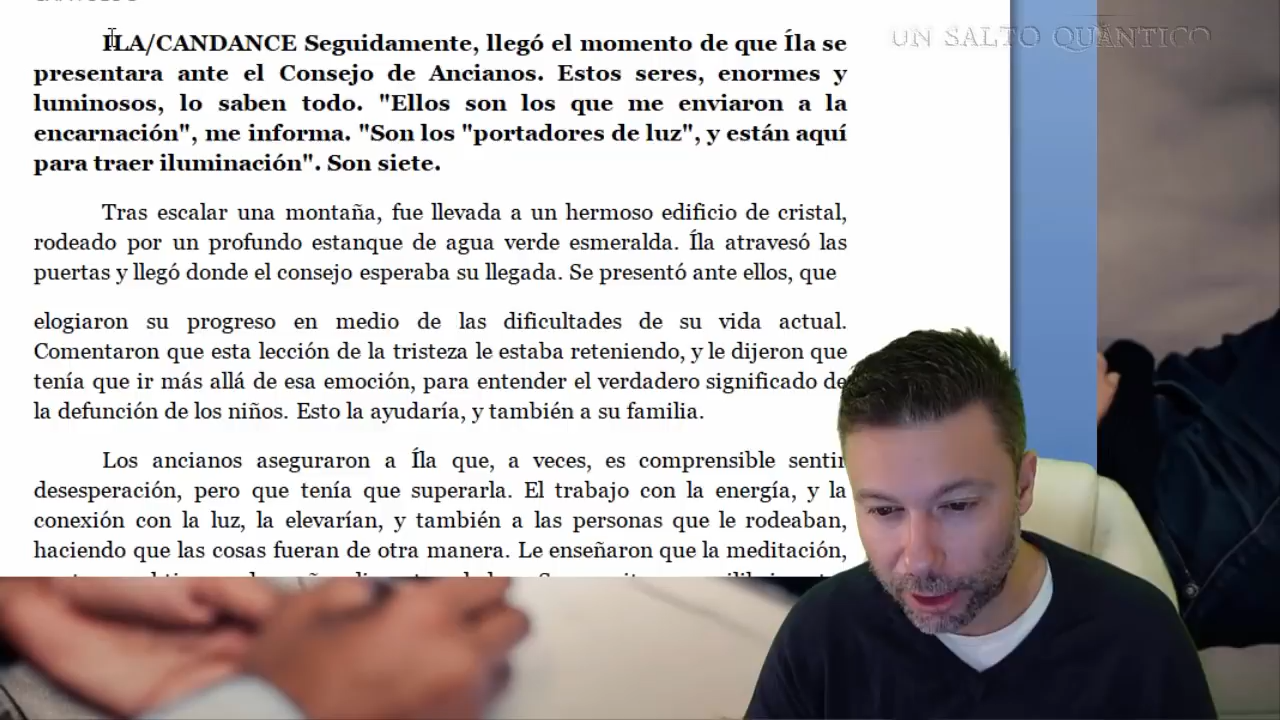 UN SALTO QUÁNTICO
ÍLA/CANDANCE Seguidamente, llegó el momento de que Íla se
presentara ante el Consejo de Ancianos. Estos seres, enormes y
luminosos, lo saben todo. "Ellos son los que me enviaron a la
encarnación", me informa. "Son los "portadores de luz", y están aquí
para traer iluminación". Son siete.
Tras escalar una montaña, fue llevada a un hermoso edificio de cristal,
rodeado por un profundo estanque de agua verde esmeralda. Íla atravesó las
puertas y llegó donde el consejo esperaba su llegada. Se presentó ante ellos, que
elogiaron su progreso en medio de las dificultades de su vida actual.
Comentaron que esta lección de la tristeza le estaba reteniendo, y le dijeron que
tenía que ir más allá de esa emoción, para entender el verdadero significado de
la defunción de los niños. Esto la ayudaría, y también a su familia.
Los ancianos aseguraron a Íla que, a veces, es comprensible sentir
desesperación, pero que tenía que superarla. El trabajo con la energía, y la
conexión con la luz, la elevarían, y también a las personas que le rodeaban,
haciendo que las cosas fueran de otra manera. Le enseñaron que la meditación,